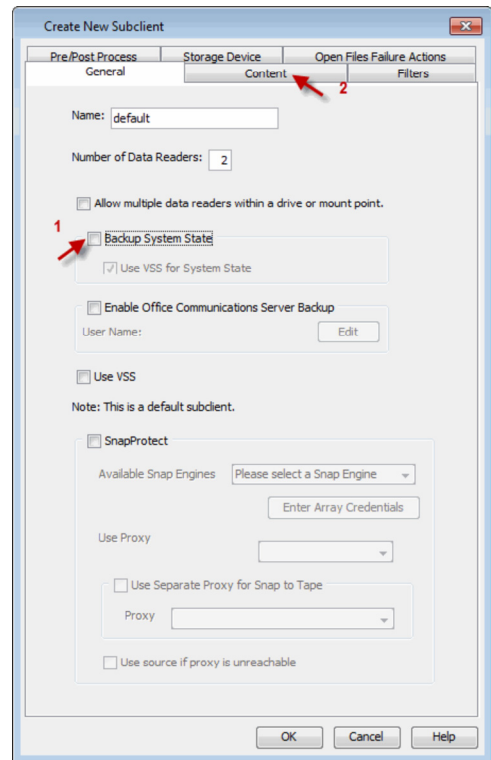 Create New Subclient
Pre/Post Process Storage Device Open Files Failure Actions
General Content Filters
2
Name: default
Number of Data Readers: 2
Allow multiple data readers within a drive or mount point.
1
Backup System State
Use VSS for System State
Enable Office Communications Server Backup
User Name: Edit
Use VSS
Note: This is a default subclient.
SnapProtect
Available Snap Engines Please select a Snap Engine
Enter Array Credentials
Use Proxy
Use Separate Proxy for Snap to Tape
Proxy
Use source if proxy is unreachable
OK Cancel Help